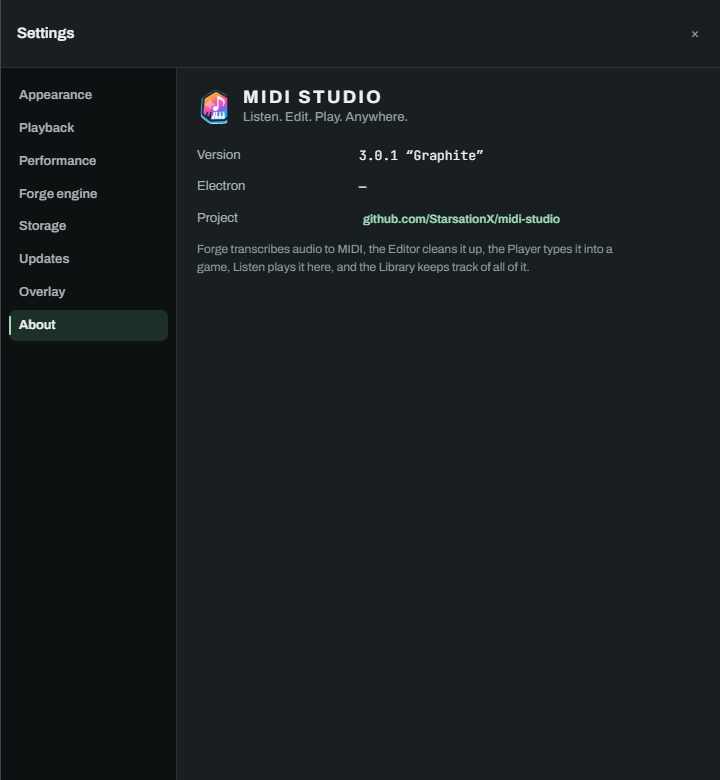 Settings
×
Appearance
Playback
Performance
Forge engine
Storage
Updates
Overlay
About
MIDI STUDIO
Listen. Edit. Play. Anywhere.
Version 3.0.1 “Graphite”
Electron —
Project github.com/StarsationX/midi-studio
Forge transcribes audio to MIDI, the Editor cleans it up, the Player types it into a
game, Listen plays it here, and the Library keeps track of all of it.